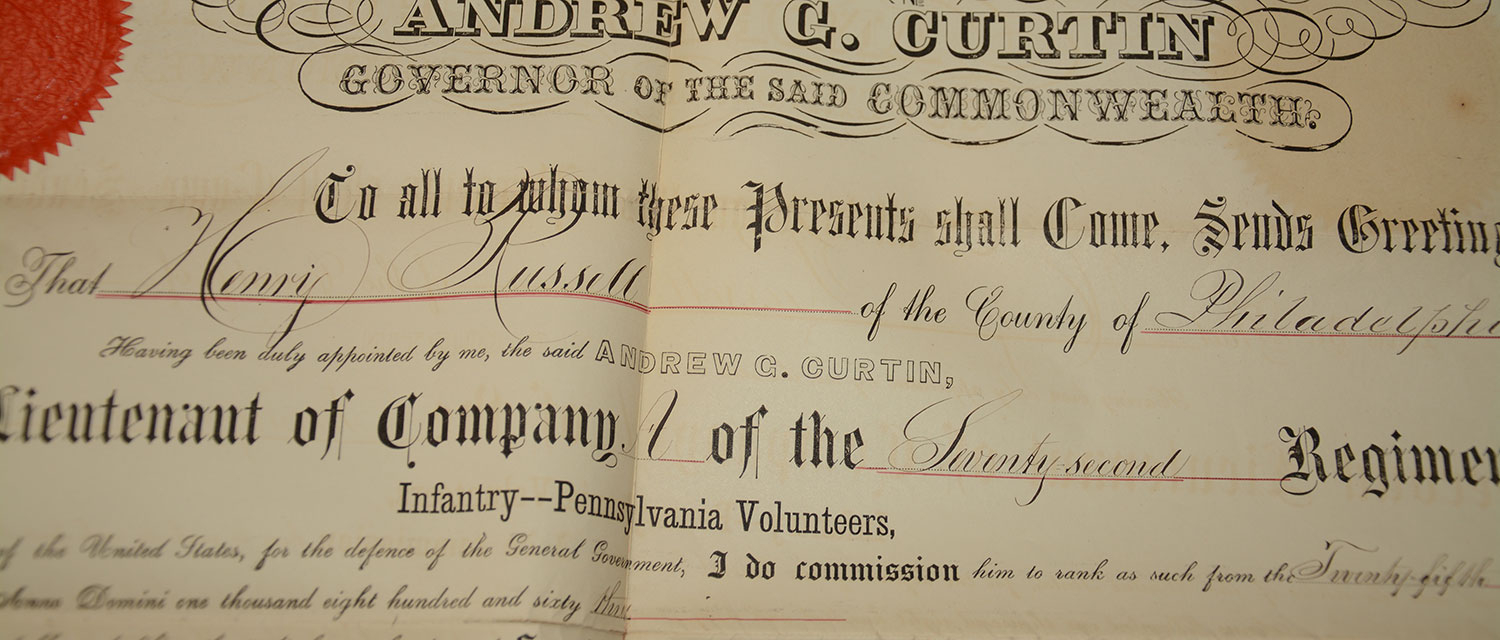 ANDREW G. CURTIN
GOVERNOR OF THE SAID COMMONWEALTH.
To all to whom these Presents shall Come, Sends Greeting
That Henry Russell of the County of Philadelphi
Having been duly appointed by me, the said ANDREW G. CURTIN,
Lieutenant of Company A of the Seventy-second Regimen
Infantry--Pennsylvania Volunteers,
of the United States, for the defence of the General Government, I do commission him to rank as such from the Twenty-fifth
Anno Domini one thousand eight hundred and sixty